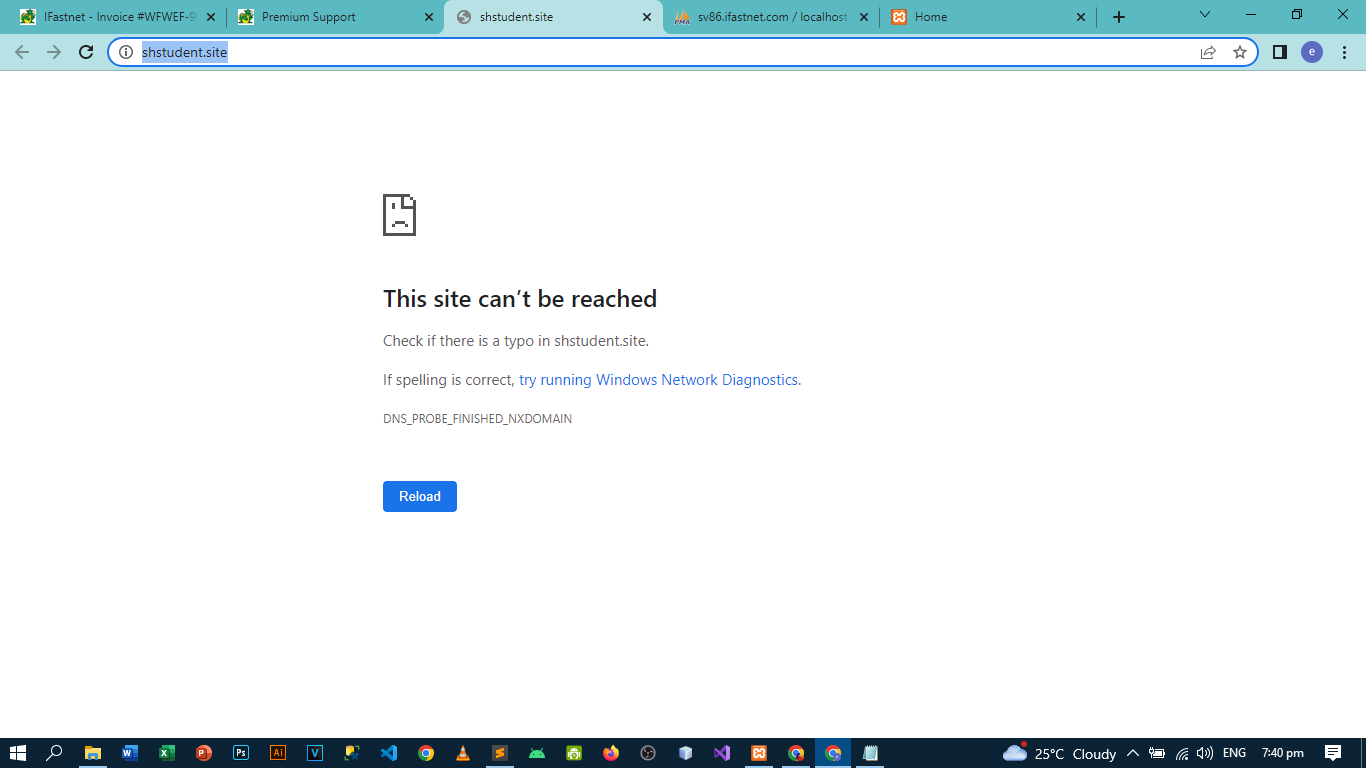 IFastnet - Invoice #WFWEF-9
Premium Support
shstudent.site
sv86.ifastnet.com / localhost
Home
shstudent.site
e
This site can’t be reached
Check if there is a typo in shstudent.site.
If spelling is correct, try running Windows Network Diagnostics.
DNS_PROBE_FINISHED_NXDOMAIN
Reload
25°C Cloudy
ENG
7:40 pm